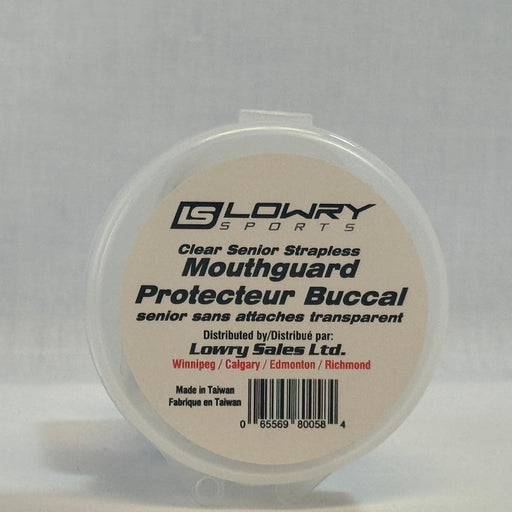 LS LOWRY
SPORTS
Clear Senior Strapless
Mouthguard
Protecteur Buccal
senior sans attaches transparent
Distributed by/Distribué par:
Lowry Sales Ltd.
Winnipeg / Calgary / Edmonton / Richmond
Made in Taiwan
Fabrique en Taiwan
0 65569 80058 4